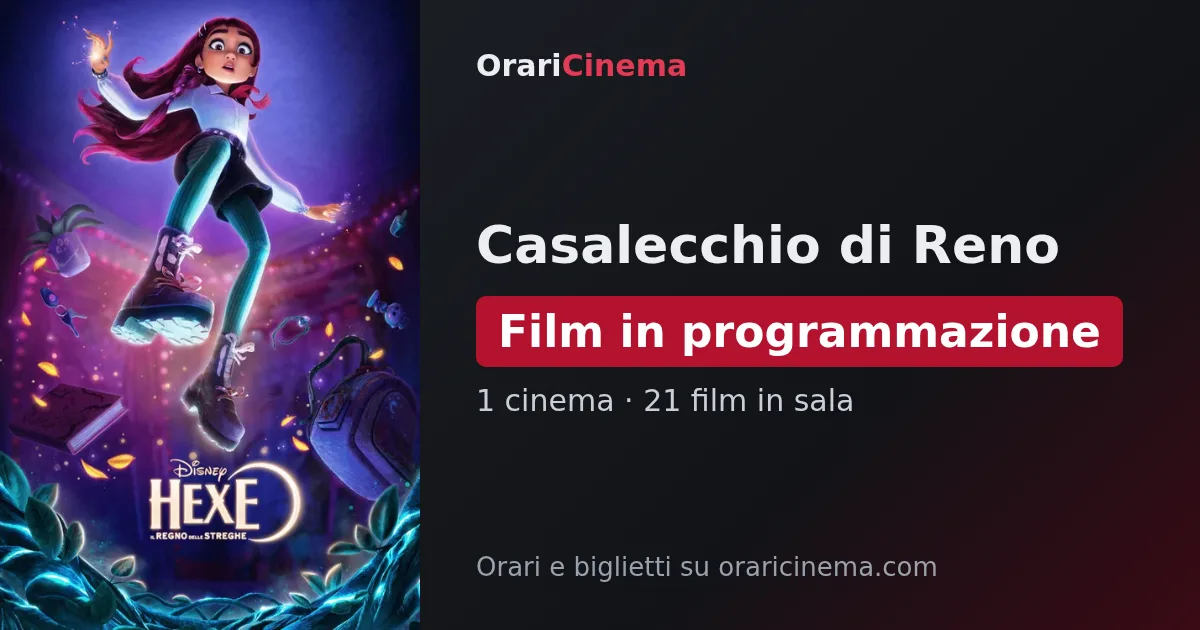 OrariCinema
Casalecchio di Reno
Film in programmazione
1 cinema · 21 film in sala
Orari e biglietti su oraricinema.com
Disney
HEXE
IL REGNO DELLE STREGHE